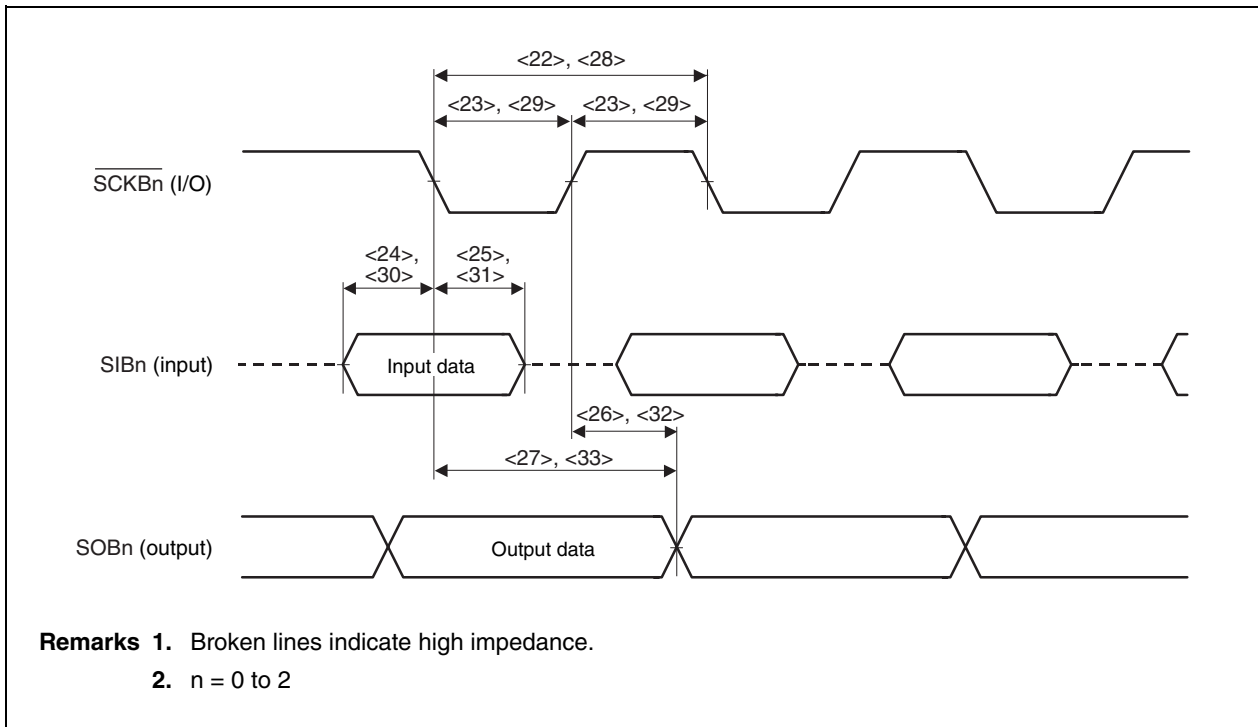 <22>, <28>
<23>, <29> <23>, <29>
SCKBn (I/O)
<24>, <25>,
<30> <31>
SIBn (input) Input data
<26>, <32>
<27>, <33>
SOBn (output) Output data
Remarks 1. Broken lines indicate high impedance.
2. n = 0 to 2